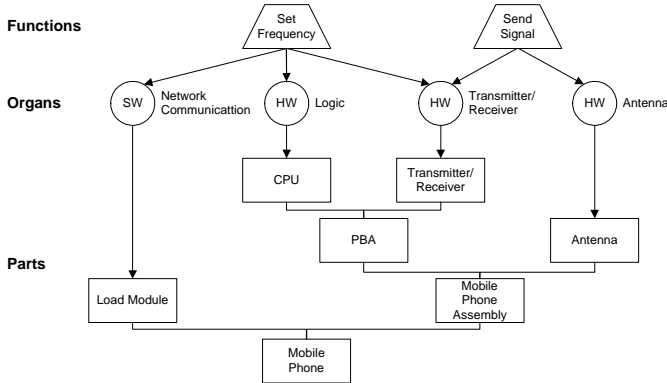 Functions
Set
Frequency
Send
Signal
Organs
SW
Network
Communicattion
HW
Logic
HW
Transmitter/
Receiver
HW
Antenna
CPU
Transmitter/
Receiver
PBA
Antenna
Parts
Load Module
Mobile
Phone
Assembly
Mobile
Phone